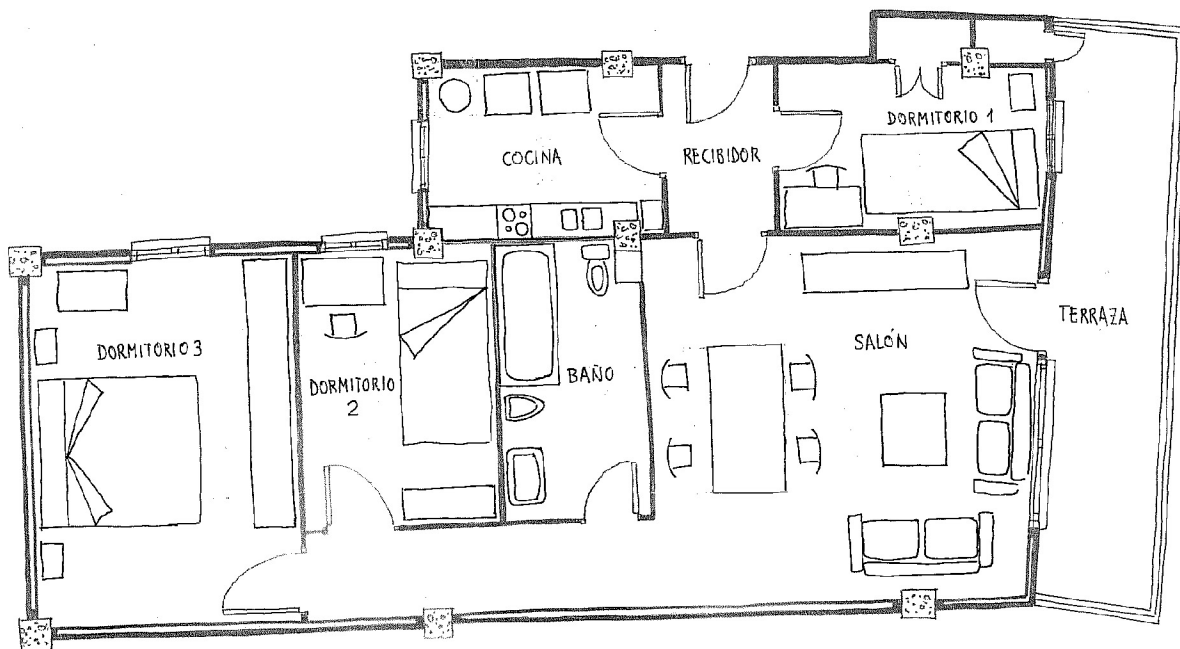 DORMITORIO 1
COCINA
RECIBIDOR
TERRAZA
SALÓN
DORMITORIO 3
DORMITORIO
2
BAÑO